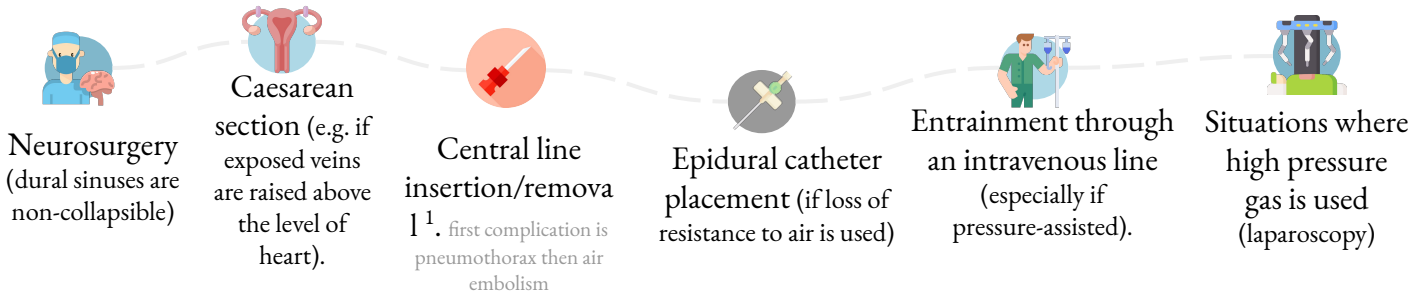 Neurosurgery
(dural sinuses are
non-collapsible)
Caesarean
section (e.g. if
exposed veins
are raised above
the level of
heart).
Central line
insertion/remova
l¹. first complication is
pneumothorax then air
embolism
Epidural catheter
placement (if loss of
resistance to air is used)
Entrainment through
an intravenous line
(especially if
pressure-assisted).
Situations where
high pressure
gas is used
(laparoscopy)